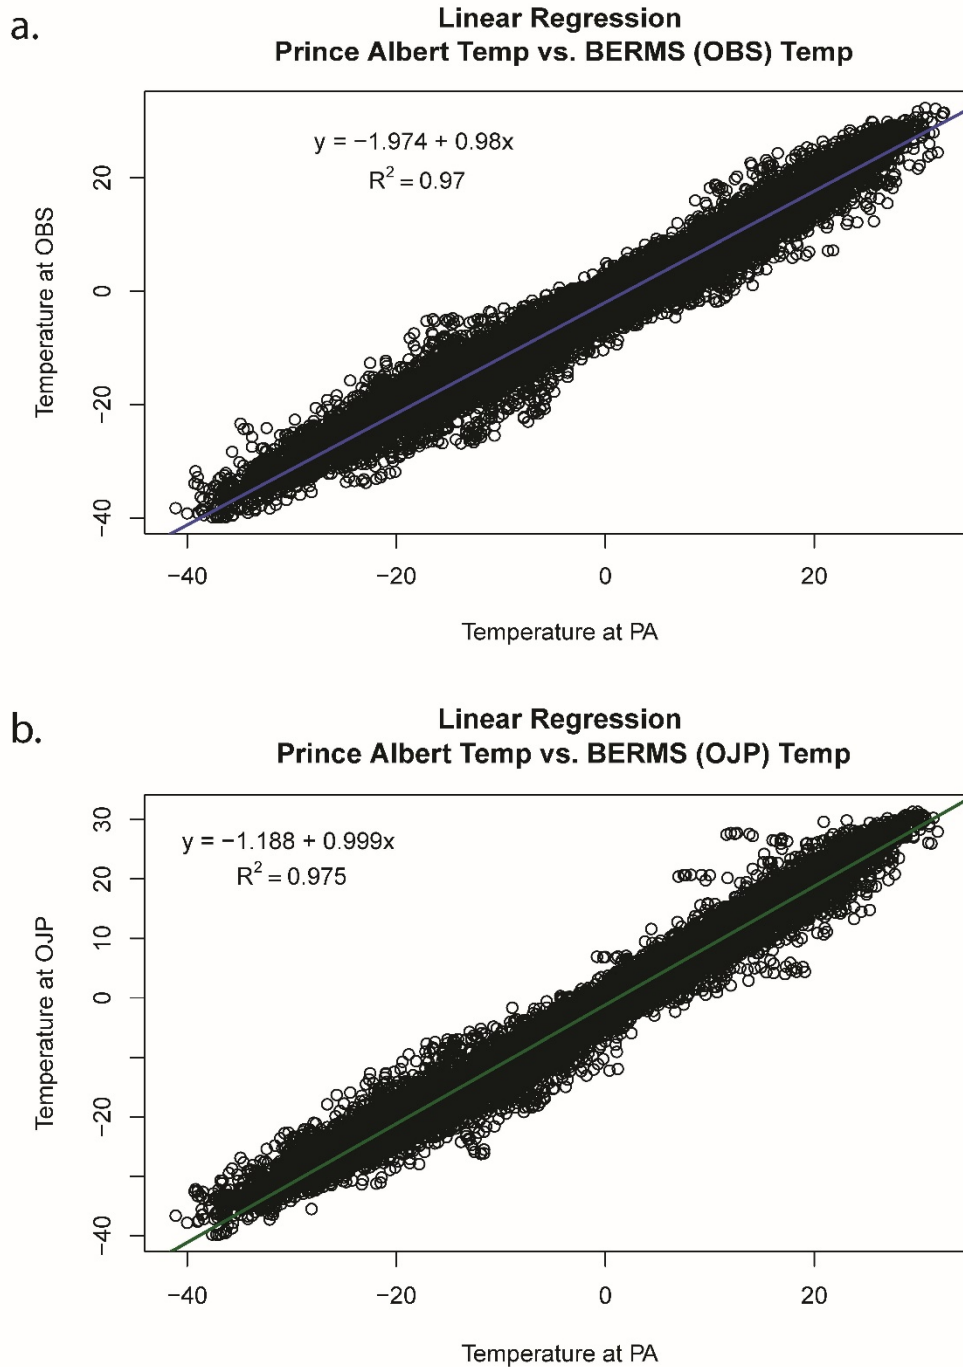 a.
Linear Regression
Prince Albert Temp vs. BERMS (OBS) Temp
y = −1.974 + 0.98x
R² = 0.97
Temperature at OBS
20
0
−20
−40
−40 −20 0 20
Temperature at PA
b.
Linear Regression
Prince Albert Temp vs. BERMS (OJP) Temp
y = −1.188 + 0.999x
R² = 0.975
Temperature at OJP
30
20
10
0
−20
−40
−40 −20 0 20
Temperature at PA